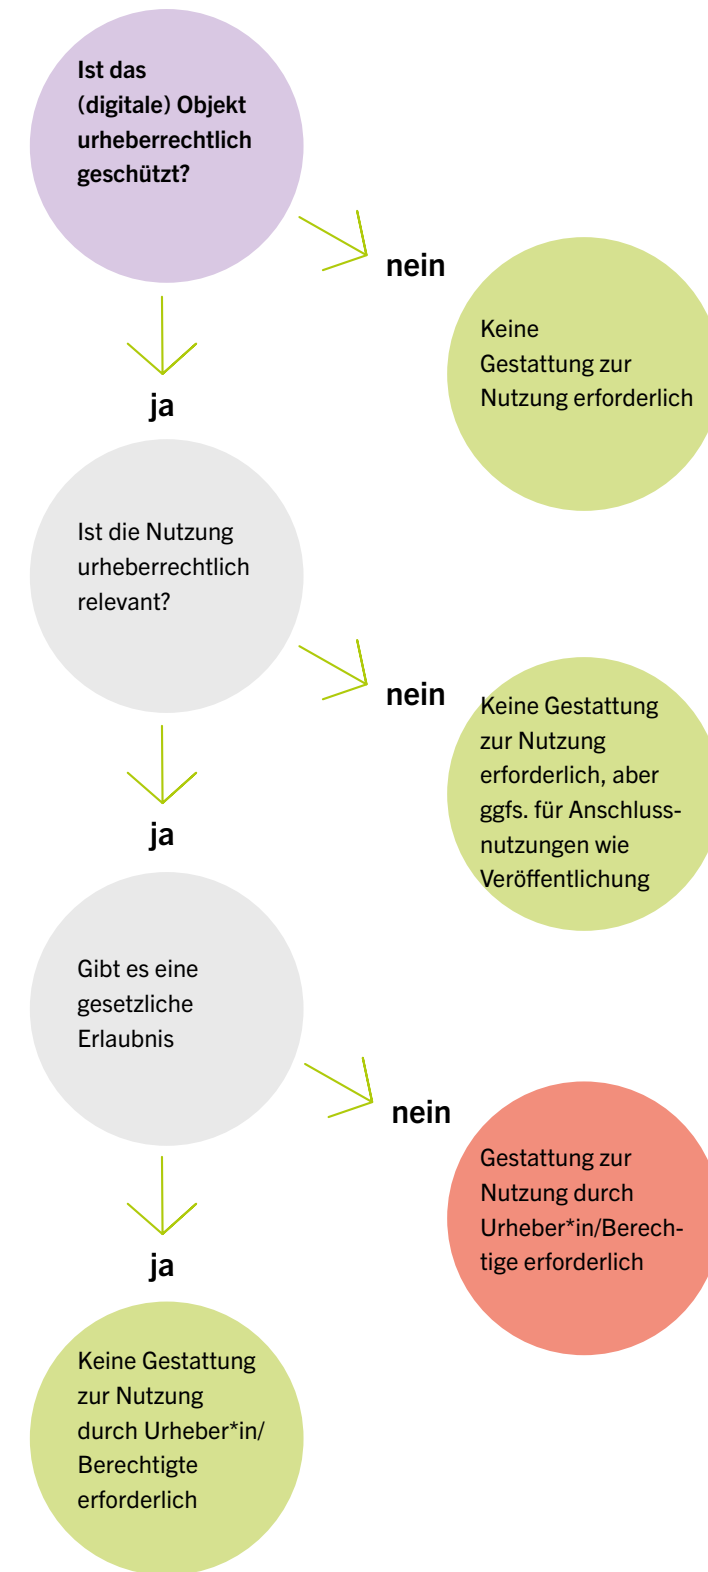 Ist das
(digitale) Objekt
urheberrechtlich
geschützt?
nein
Keine
Gestattung zur
Nutzung erforderlich
ja
Ist die Nutzung
urheberrechtlich
relevant?
nein
Keine Gestattung
zur Nutzung
erforderlich, aber
ggfs. für Anschluss-
nutzungen wie
Veröffentlichung
ja
Gibt es eine
gesetzliche
Erlaubnis
nein
Gestattung zur
Nutzung durch
Urheber*in/Berech-
tige erforderlich
ja
Keine Gestattung
zur Nutzung
durch Urheber*in/
Berechtigte
erforderlich